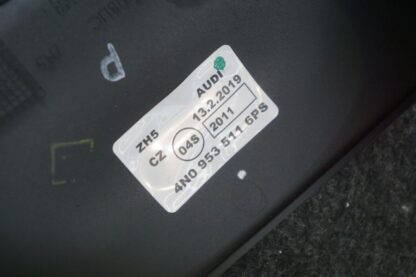 ZH5 AUDI
CZ 04S 13.2.2019
2011
4N0 953 511 6PS
P